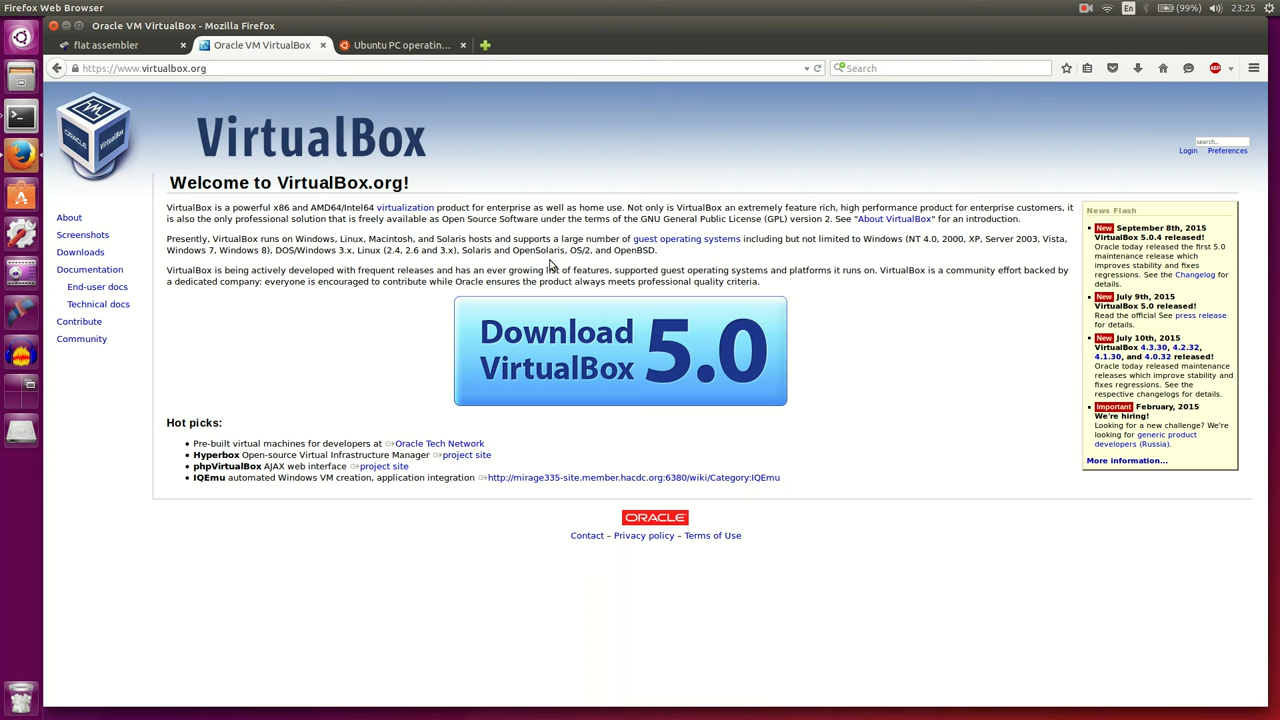 Firefox Web Browser
En
(99%)
23:25
Oracle VM VirtualBox - Mozilla Firefox
flat assembler
Oracle VM VirtualBox
Ubuntu PC operatin...
https://www.virtualbox.org
Search
ABP
VM
ORACLE
VirtualBox
VirtualBox
search...
Login
Preferences
Welcome to VirtualBox.org!
VirtualBox is a powerful x86 and AMD64/Intel64 virtualization product for enterprise as well as home use. Not only is VirtualBox an extremely feature rich, high performance product for enterprise customers, it
is also the only professional solution that is freely available as Open Source Software under the terms of the GNU General Public License (GPL) version 2. See "About VirtualBox" for an introduction.
Presently, VirtualBox runs on Windows, Linux, Macintosh, and Solaris hosts and supports a large number of guest operating systems including but not limited to Windows (NT 4.0, 2000, XP, Server 2003, Vista,
Windows 7, Windows 8), DOS/Windows 3.x, Linux (2.4, 2.6 and 3.x), Solaris and OpenSolaris, OS/2, and OpenBSD.
VirtualBox is being actively developed with frequent releases and has an ever growing list of features, supported guest operating systems and platforms it runs on. VirtualBox is a community effort backed by
a dedicated company: everyone is encouraged to contribute while Oracle ensures the product always meets professional quality criteria.
About
Screenshots
Downloads
Documentation
End-user docs
Technical docs
Contribute
Community
Download
VirtualBox 5.0
Hot picks:
Pre-built virtual machines for developers at Oracle Tech Network
Hyperbox Open-source Virtual Infrastructure Manager project site
phpVirtualBox AJAX web interface project site
IQEmu automated Windows VM creation, application integration http://mirage335-site.member.hacdc.org:6380/wiki/Category:IQEmu
News Flash
New September 8th, 2015
VirtualBox 5.0.4 released!
Oracle today released the first 5.0
maintenance release which
improves stability and fixes
regressions. See the Changelog for
details.
New July 9th, 2015
VirtualBox 5.0 released!
Read the official See press release
for details.
New July 10th, 2015
VirtualBox 4.3.30, 4.2.32,
4.1.30, and 4.0.32 released!
Oracle today released maintenance
releases which improve stability and
fixes regressions. See the
respective changelogs for details.
Important February, 2015
We're hiring!
Looking for a new challenge? We're
looking for generic product
developers (Russia).
More information...
ORACLE
Contact – Privacy policy – Terms of Use